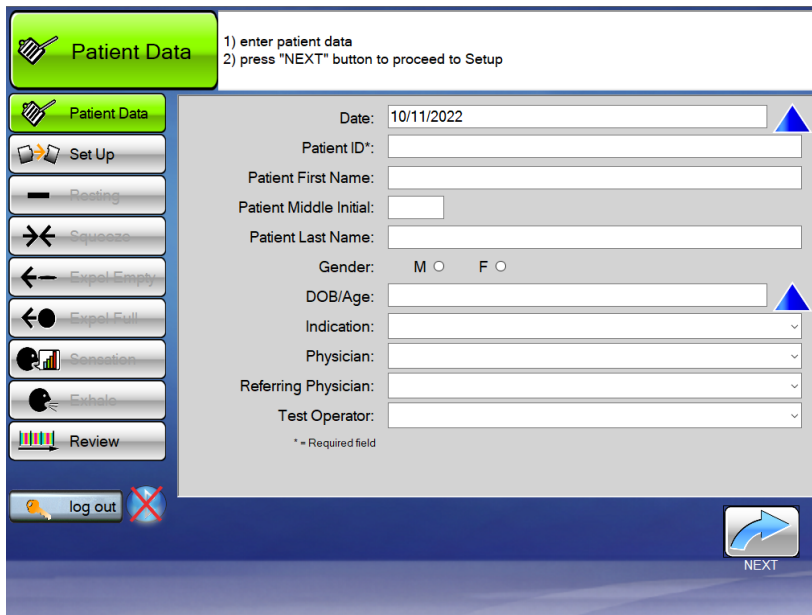 Patient Data
1) enter patient data
2) press "NEXT" button to proceed to Setup
Patient Data
Set Up
Resting
Squeeze
Expel Empty
Expel Full
Sensation
Exhale
Review
log out
Date: 10/11/2022
Patient ID*:
Patient First Name:
Patient Middle Initial:
Patient Last Name:
Gender: M F
DOB/Age:
Indication:
Physician:
Referring Physician:
Test Operator:
* = Required field
NEXT